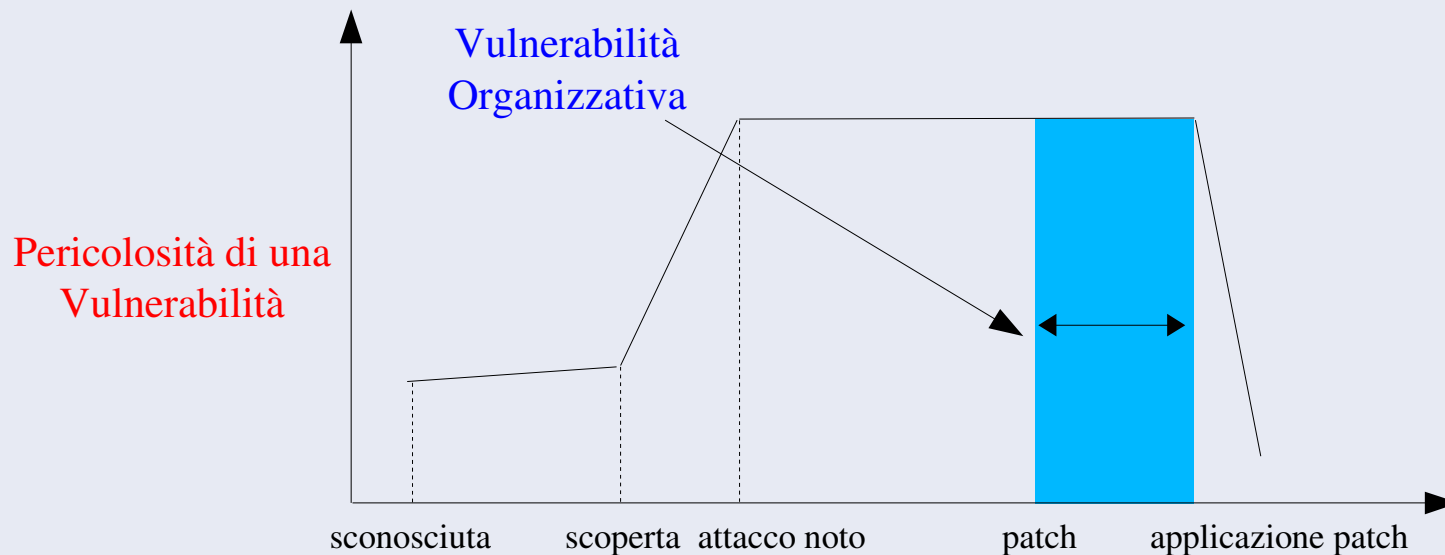 Vulnerabilità
Organizzativa
Pericolosità di una
Vulnerabilità
sconosciuta scoperta attacco noto patch applicazione patch